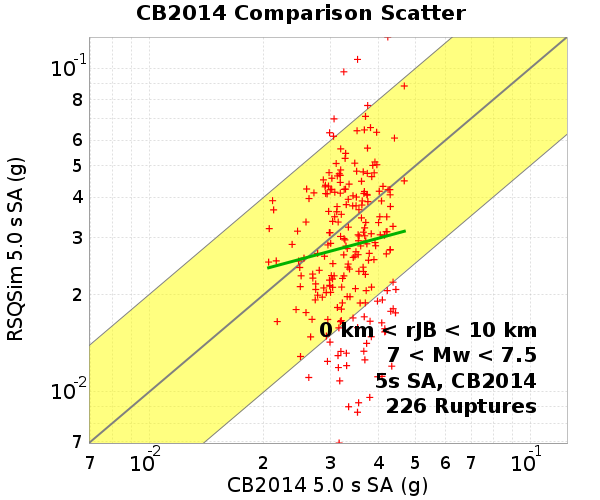 CB2014 Comparison Scatter
RSQSim 5.0 s SA (g)
10-1
8
6
5
4
3
2
10-2
7
0 km < rJB < 10 km
7 < Mw < 7.5
5s SA, CB2014
226 Ruptures
7 10-2 2 3 4 5 6 7 10-1
CB2014 5.0 s SA (g)